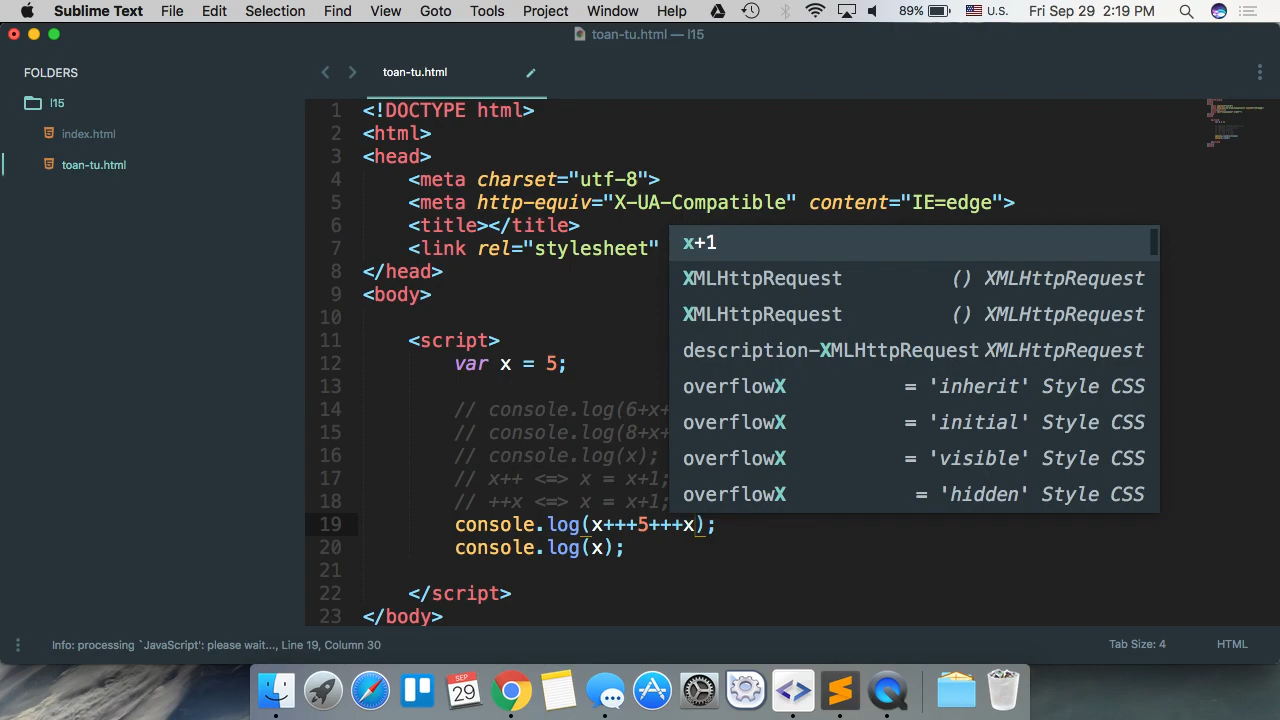 Sublime Text File Edit Selection Find View Goto Tools Project Window Help 89% U.S. Fri Sep 29 2:19 PM
toan-tu.html — l15
FOLDERS
l15
index.html
toan-tu.html
toan-tu.html
1 <!DOCTYPE html>
2 <html>
3 <head>
4 <meta charset="utf-8">
5 <meta http-equiv="X-UA-Compatible" content="IE=edge">
6 <title></title>
7 <link rel="stylesheet"
8 </head>
9 <body>
10
11 <script>
12 var x = 5;
13
14 // console.log(6+x+
15 // console.log(8+x+
16 // console.log(x);
17 // x++ <=> x = x+1;
18 // ++x <=> x = x+1;
19 console.log(x+++5+++x);
20 console.log(x);
21
22 </script>
23 </body>
x+1
XMLHttpRequest () XMLHttpRequest
XMLHttpRequest () XMLHttpRequest
description-XMLHttpRequest XMLHttpRequest
overflowX = 'inherit' Style CSS
overflowX = 'initial' Style CSS
overflowX = 'visible' Style CSS
overflowX = 'hidden' Style CSS
Info: processing `JavaScript': please wait..., Line 19, Column 30 Tab Size: 4 HTML
SEP
29